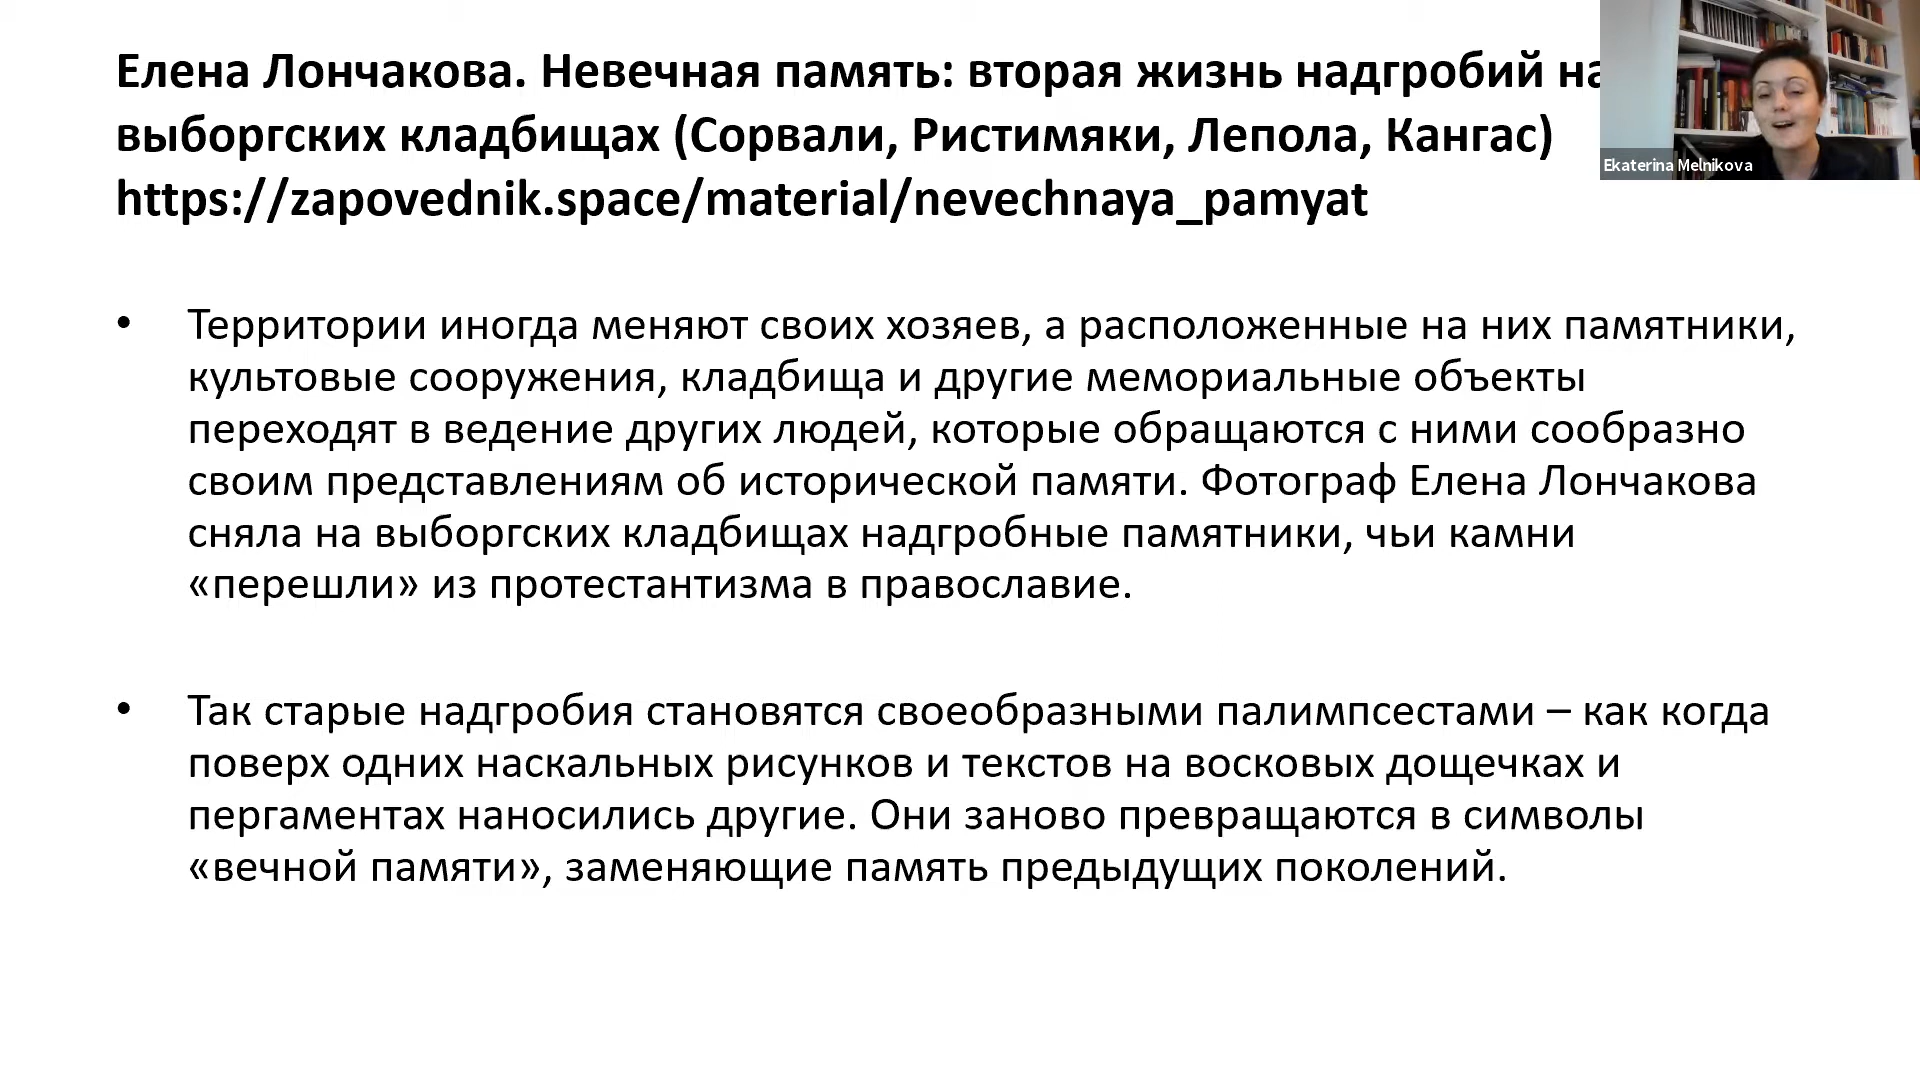 Елена Лончакова. Невечная память: вторая жизнь надгробий на
выборгских кладбищах (Сорвали, Ристимяки, Лепола, Кангас)
https://zapovednik.space/material/nevechnaya_pamyat
Ekaterina Melnikova
• Территории иногда меняют своих хозяев, а расположенные на них памятники,
культовые сооружения, кладбища и другие мемориальные объекты
переходят в ведение других людей, которые обращаются с ними сообразно
своим представлениям об исторической памяти. Фотограф Елена Лончакова
сняла на выборгских кладбищах надгробные памятники, чьи камни
«перешли» из протестантизма в православие.
• Так старые надгробия становятся своеобразными палимпсестами – как когда
поверх одних наскальных рисунков и текстов на восковых дощечках и
пергаментах наносились другие. Они заново превращаются в символы
«вечной памяти», заменяющие память предыдущих поколений.